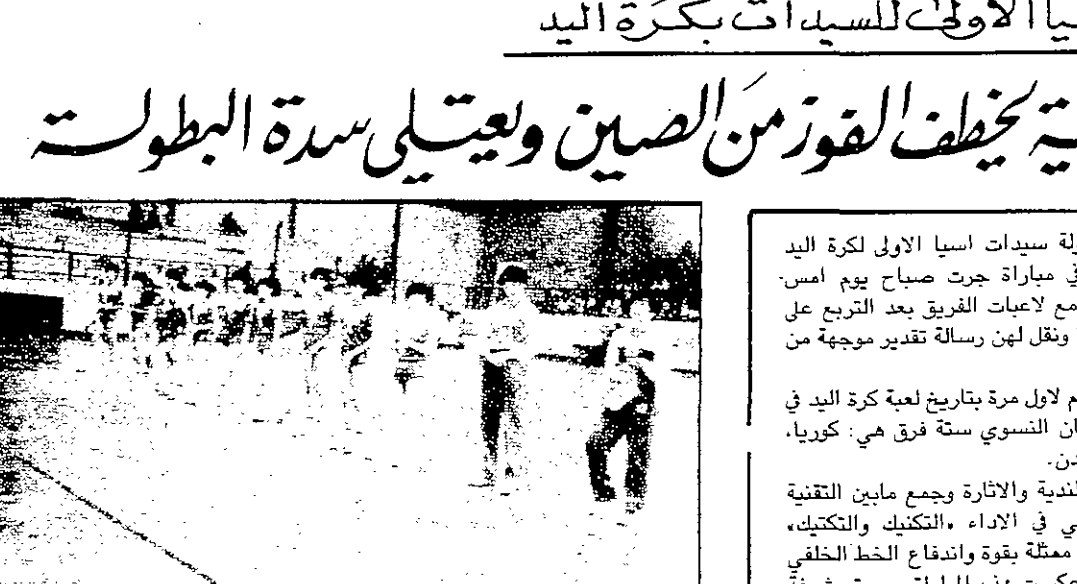 سيا الاولى للسيدات بكرة اليد
ية يخطف الفوز من الصين ويعتلي سدة البطولة
لة سيدات اسيا الاولى لكرة اليد
في مباراة جرت صباح يوم امس.
مع لاعبات الفريق بعد التربع على
ونقل لهن رسالة تقدير موجهة من
م لاول مرة بتاريخ لعبة كرة اليد في
ان النسوي ستة فرق هي: كوريا،
دن.
لندية والاثارة وجمع مابين التقنية
ي في الاداء «التكنيك والتكتيك»
ممثلة بقوة واندفاع الخط الخلفي